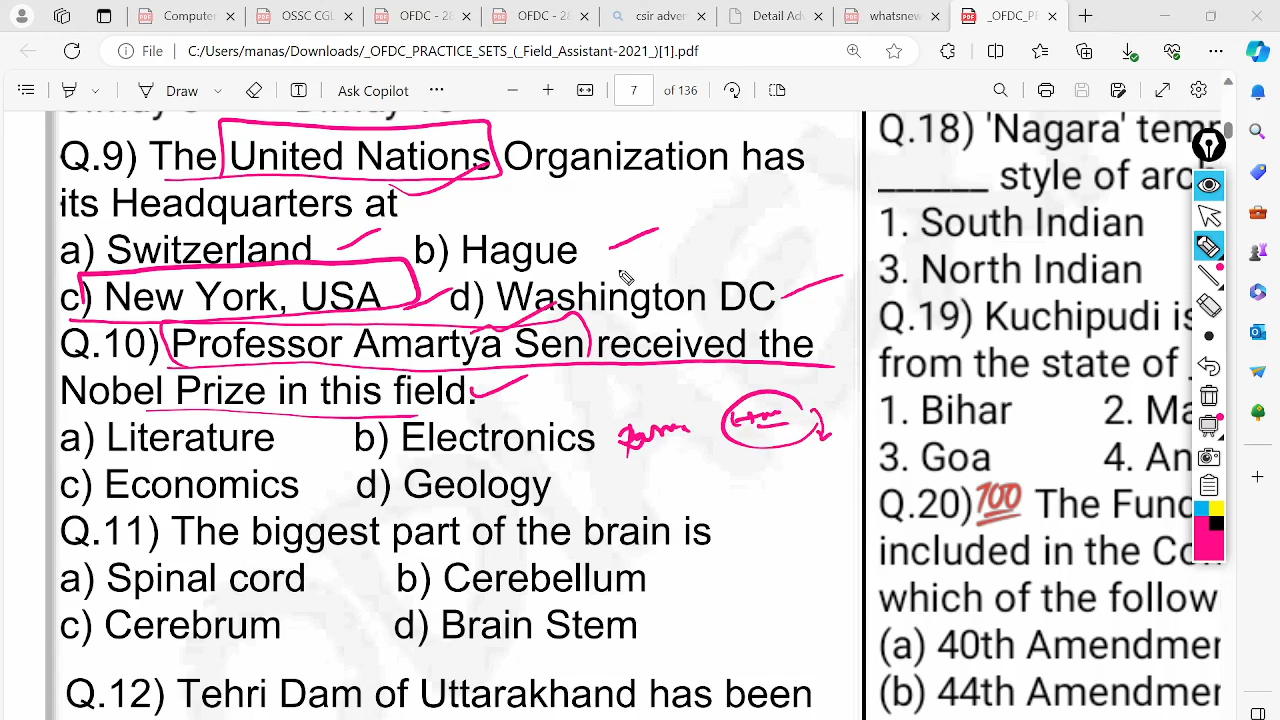 Computer
OSSC CGL
OFDC - 28
OFDC - 28
csir adver
Detail Adv
whatsnew
_OFDC_PR
File
C:/Users/manas/Downloads/_OFDC_PRACTICE_SETS_(_Field_Assistant-2021_)[1].pdf
Draw
Ask Copilot
7 of 136
Q.9) The United Nations Organization has
its Headquarters at
a) Switzerland b) Hague
c) New York, USA d) Washington DC
Q.10) Professor Amartya Sen received the
Nobel Prize in this field.
a) Literature b) Electronics
c) Economics d) Geology
Q.11) The biggest part of the brain is
a) Spinal cord b) Cerebellum
c) Cerebrum d) Brain Stem
Q.12) Tehri Dam of Uttarakhand has been
Q.18) 'Nagara' tem
______ style of arc
1. South Indian
3. North Indian
Q.19) Kuchipudi is
from the state of
1. Bihar 2. Ma
3. Goa 4. An
Q.20)💯 The Fund
included in the Co
which of the follow
(a) 40th Amendmer
(b) 44th Amendmer